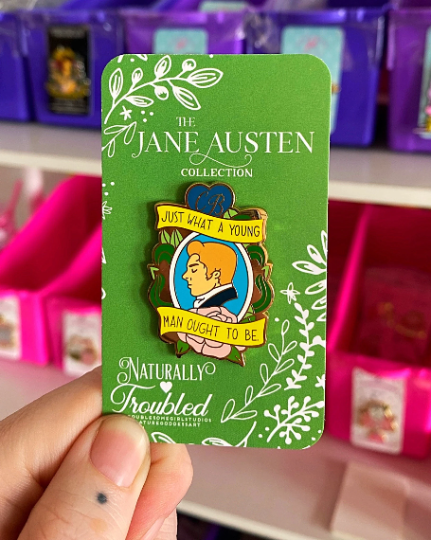 THE
JANE AUSTEN
COLLECTION
JUST WHAT A YOUNG
MAN OUGHT TO BE.
NATURALLY
Troubled